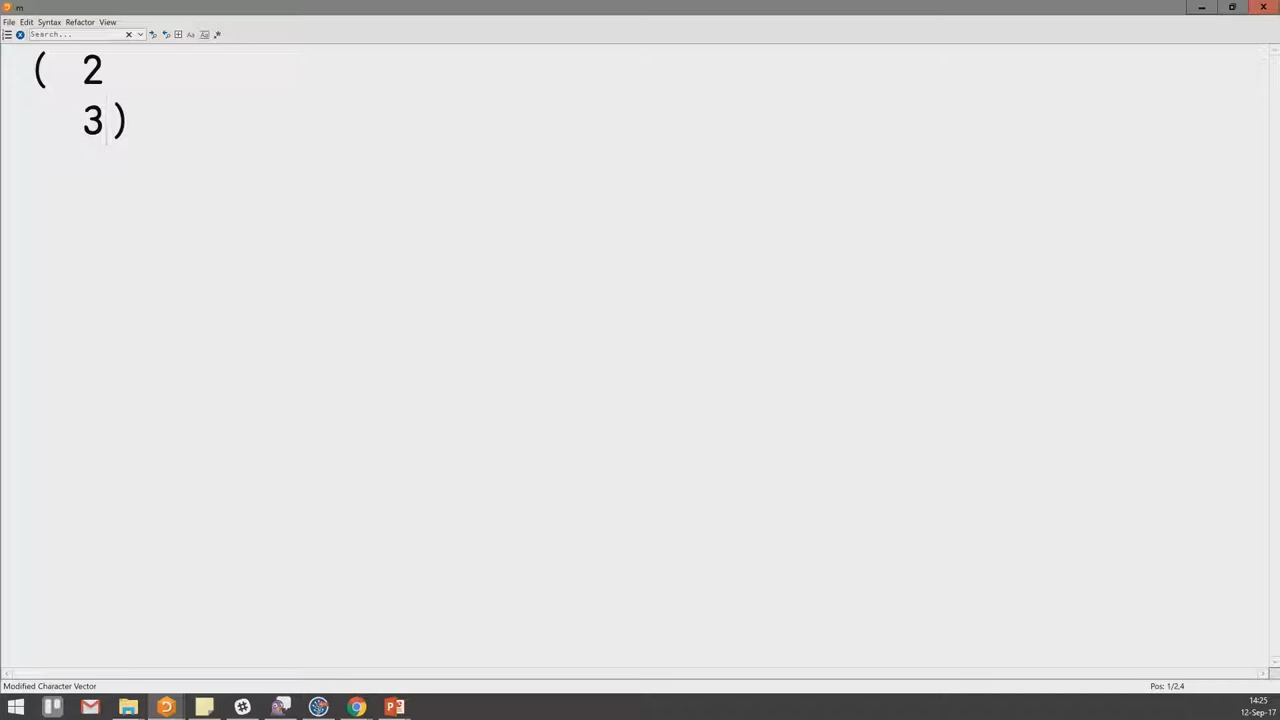 m
File Edit Syntax Refactor View
Search... Aa
( 2
3 )
Modified Character Vector Pos: 1/2,4
14:25
12-Sep-17